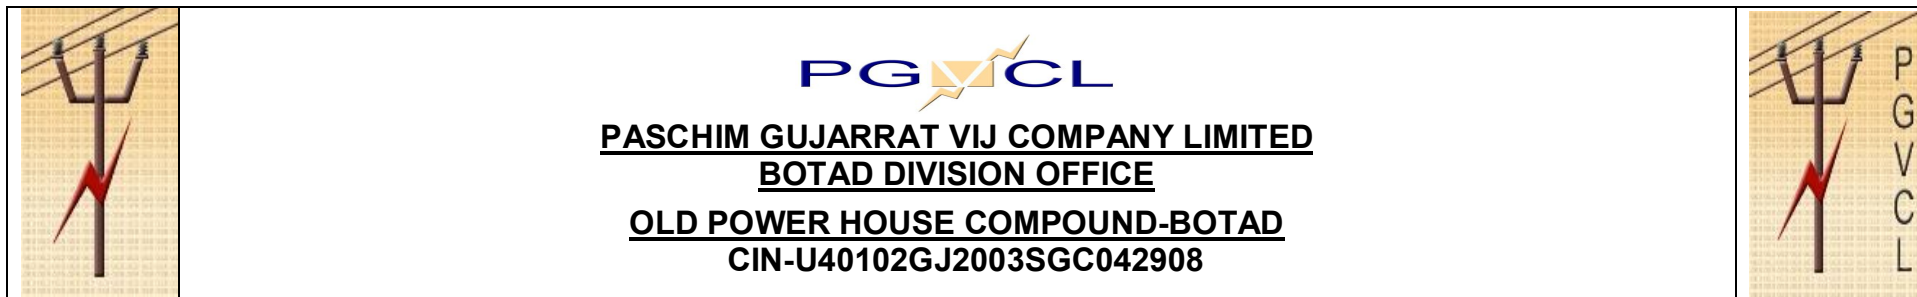 PGVCL
PASCHIM GUJARRAT VIJ COMPANY LIMITED
BOTAD DIVISION OFFICE
OLD POWER HOUSE COMPOUND-BOTAD
CIN-U40102GJ2003SGC042908
P
G
V
C
L